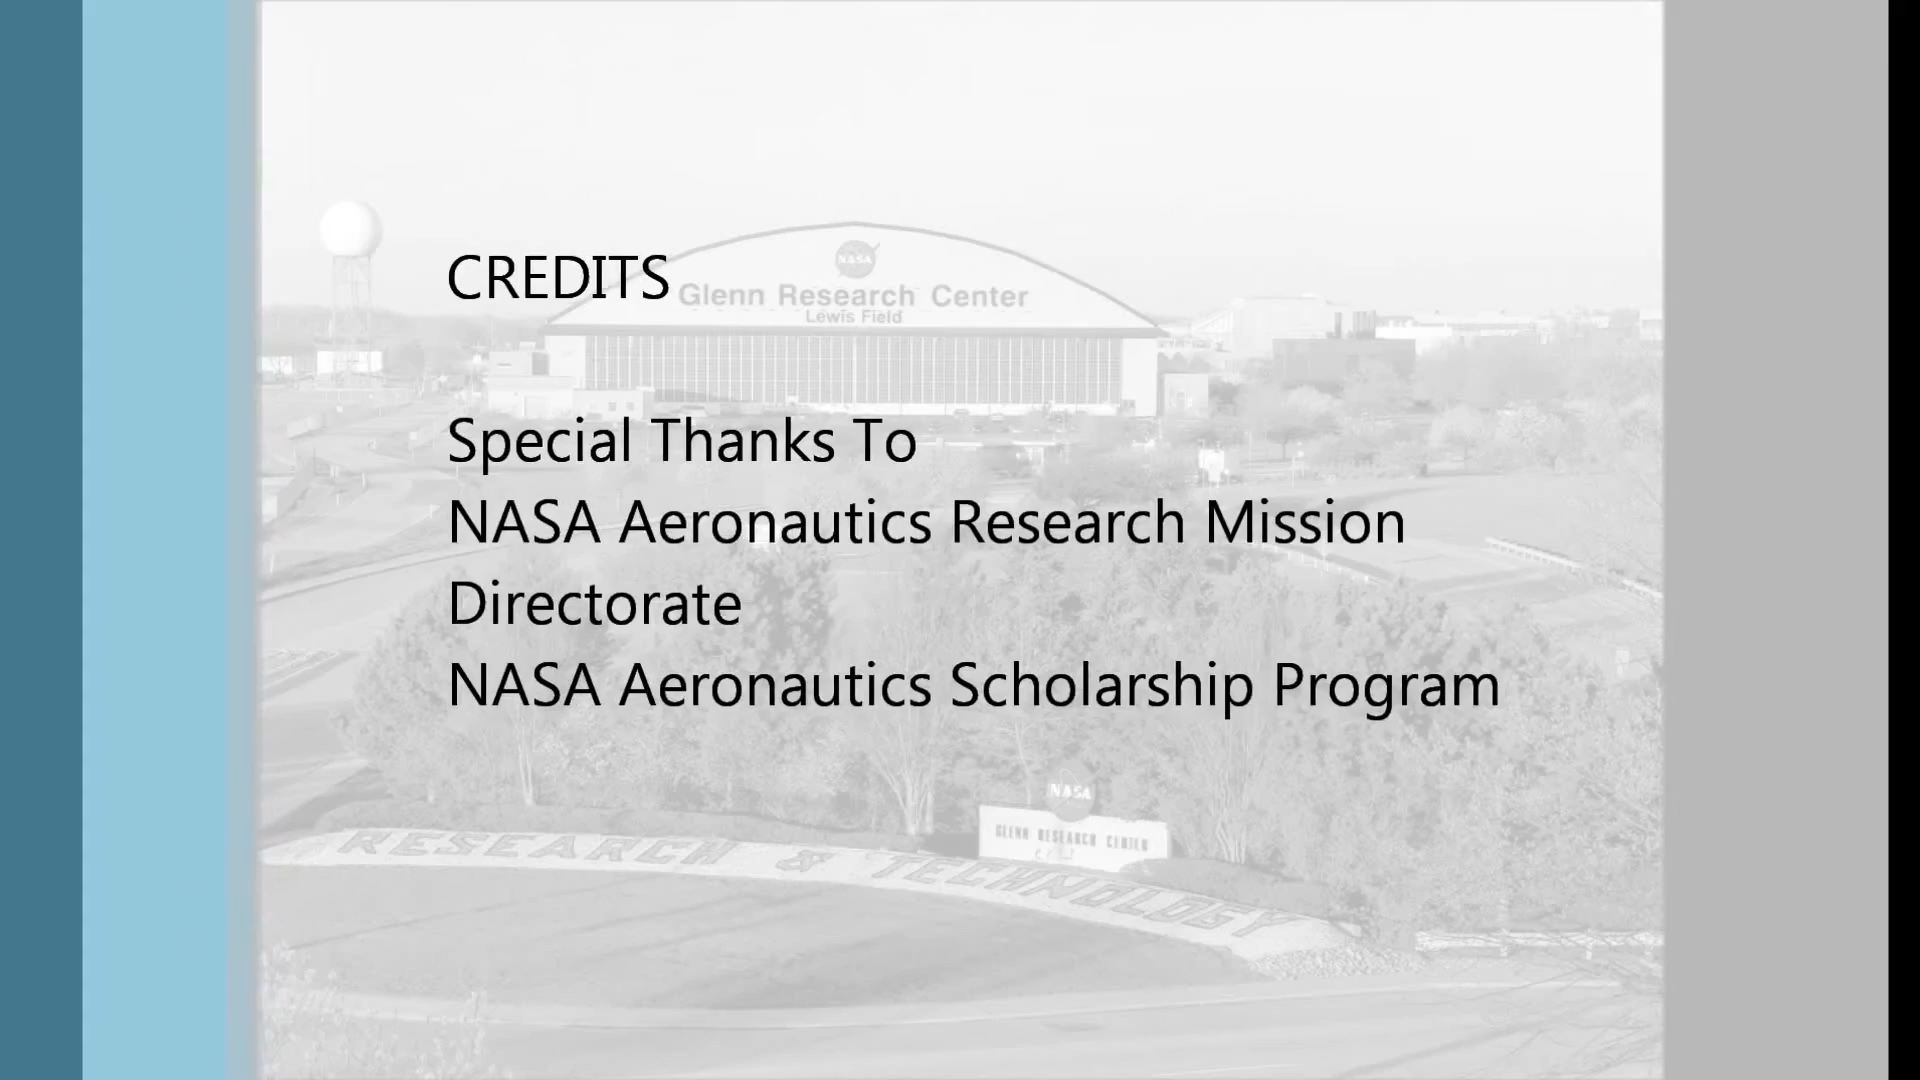 NASA
CREDITS
Glenn Research Center
Lewis Field
Special Thanks To
NASA Aeronautics Research Mission
Directorate
NASA Aeronautics Scholarship Program
NASA
GLENN RESEARCH CENTER
RESEARCH & TECHNOLOGY